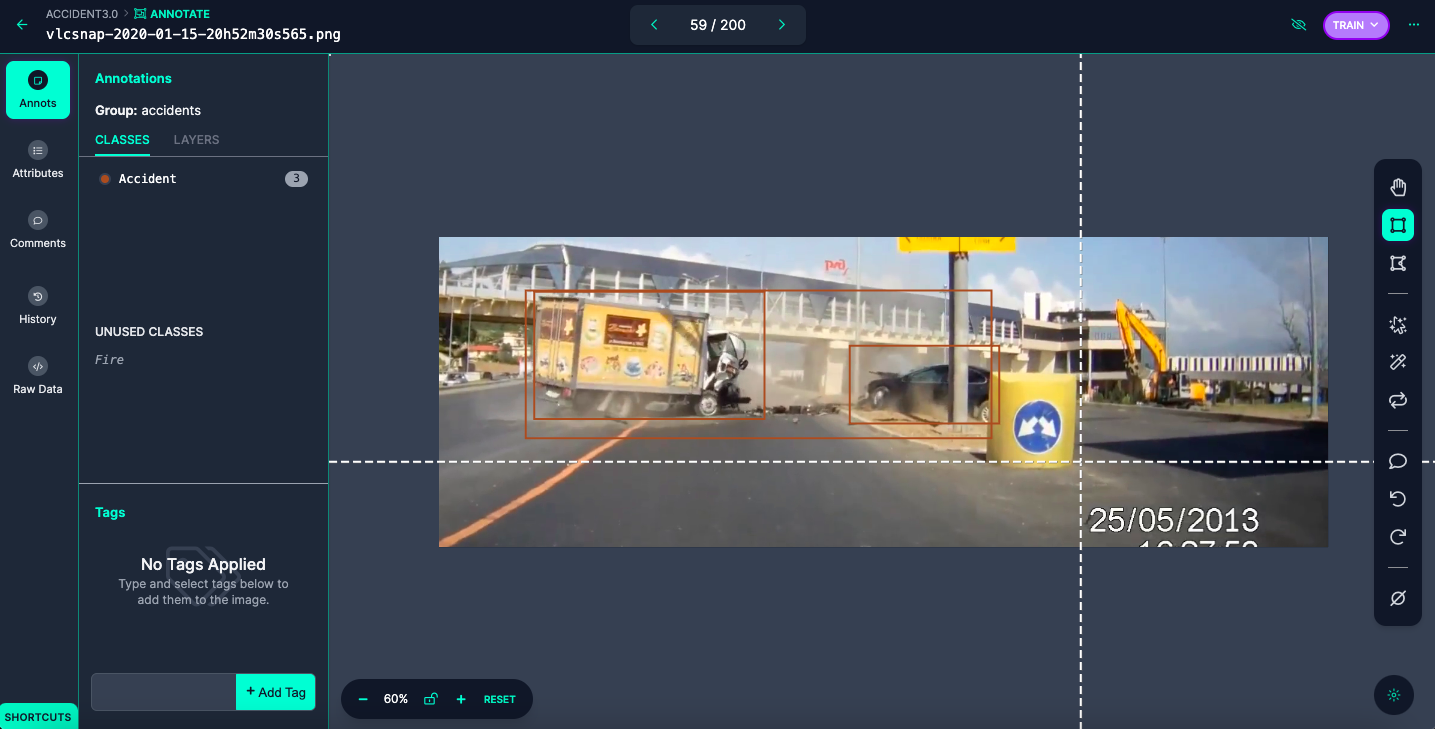 ACCIDENT3.0 > ANNOTATE
vlcsnap-2020-01-15-20h52m30s565.png
59 / 200
TRAIN
Annots
Attributes
Comments
History
Raw Data
SHORTCUTS
Annotations
Group: accidents
CLASSES LAYERS
Accident 3
UNUSED CLASSES
Fire
Tags
No Tags Applied
Type and select tags below to
add them to the image.
+ Add Tag
25/05/2013
60%
RESET